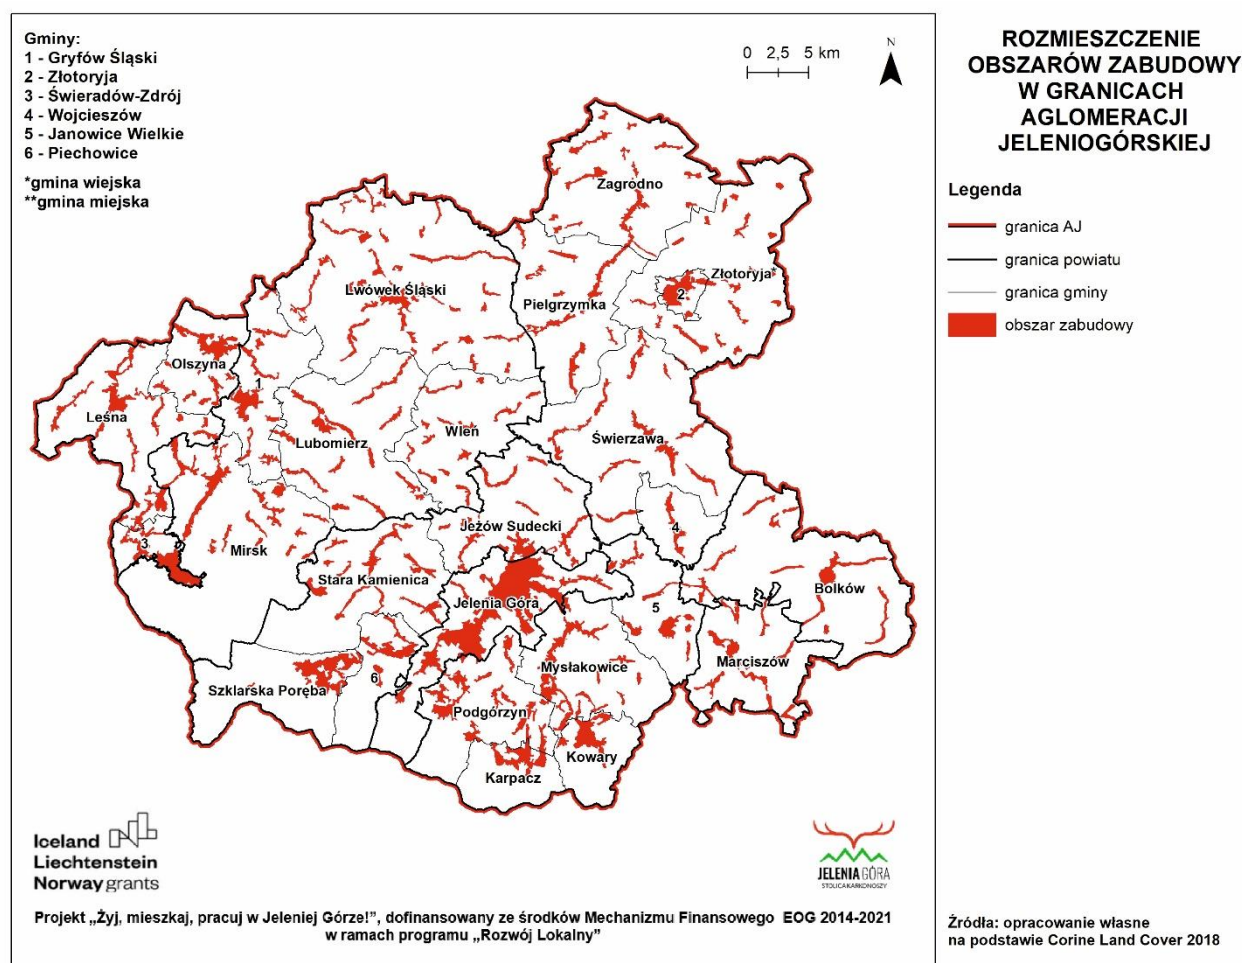 Gminy:
1 - Gryfów Śląski
2 - Złotoryja
3 - Świeradów-Zdrój
4 - Wojcieszów
5 - Janowice Wielkie
6 - Piechowice
*gmina wiejska
**gmina miejska
0 2,5 5 km
N
ROZMIESZCZENIE
OBSZARÓW ZABUDOWY
W GRANICACH
AGLOMERACJI
JELENIOGÓRSKIEJ
Legenda
granica AJ
granica powiatu
granica gminy
obszar zabudowy
Zagródno
Złotoryja*
2
Lwówek Śląski
Pielgrzymka
Olszyna
1
Leśna
Lubomierz
Wleń
Świerzawa
4
Jeżów Sudecki
3
Mirsk
Stara Kamienica
Jelenia Góra
5
Bolków
Mysłakowice
Marciszów
6
Szklarska Poręba
Podgórzyn
Kowary
Karpacz
Iceland
Liechtenstein
Norway grants
JELENIA GÓRA
STOLICA KARKONOSZY
Projekt „Żyj, mieszkaj, pracuj w Jeleniej Górze!”, dofinansowany ze środków Mechanizmu Finansowego EOG 2014-2021
w ramach programu „Rozwój Lokalny”
Źródła: opracowanie własne
na podstawie Corine Land Cover 2018